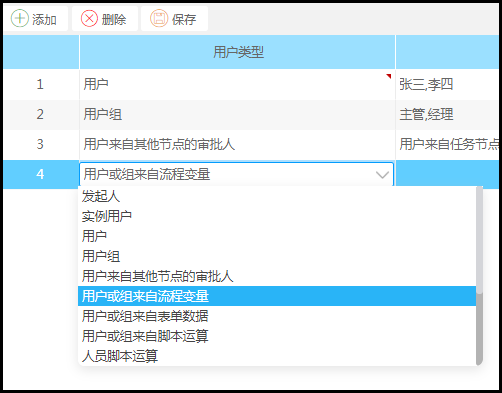 添加 删除 保存
用户类型
1 用户 张三,李四
2 用户组 主管,经理
3 用户来自其他节点的审批人 用户来自任务节点
4 用户或组来自流程变量
发起人
实例用户
用户
用户组
用户来自其他节点的审批人
用户或组来自流程变量
用户或组来自表单数据
用户或组来自脚本运算
人员脚本运算